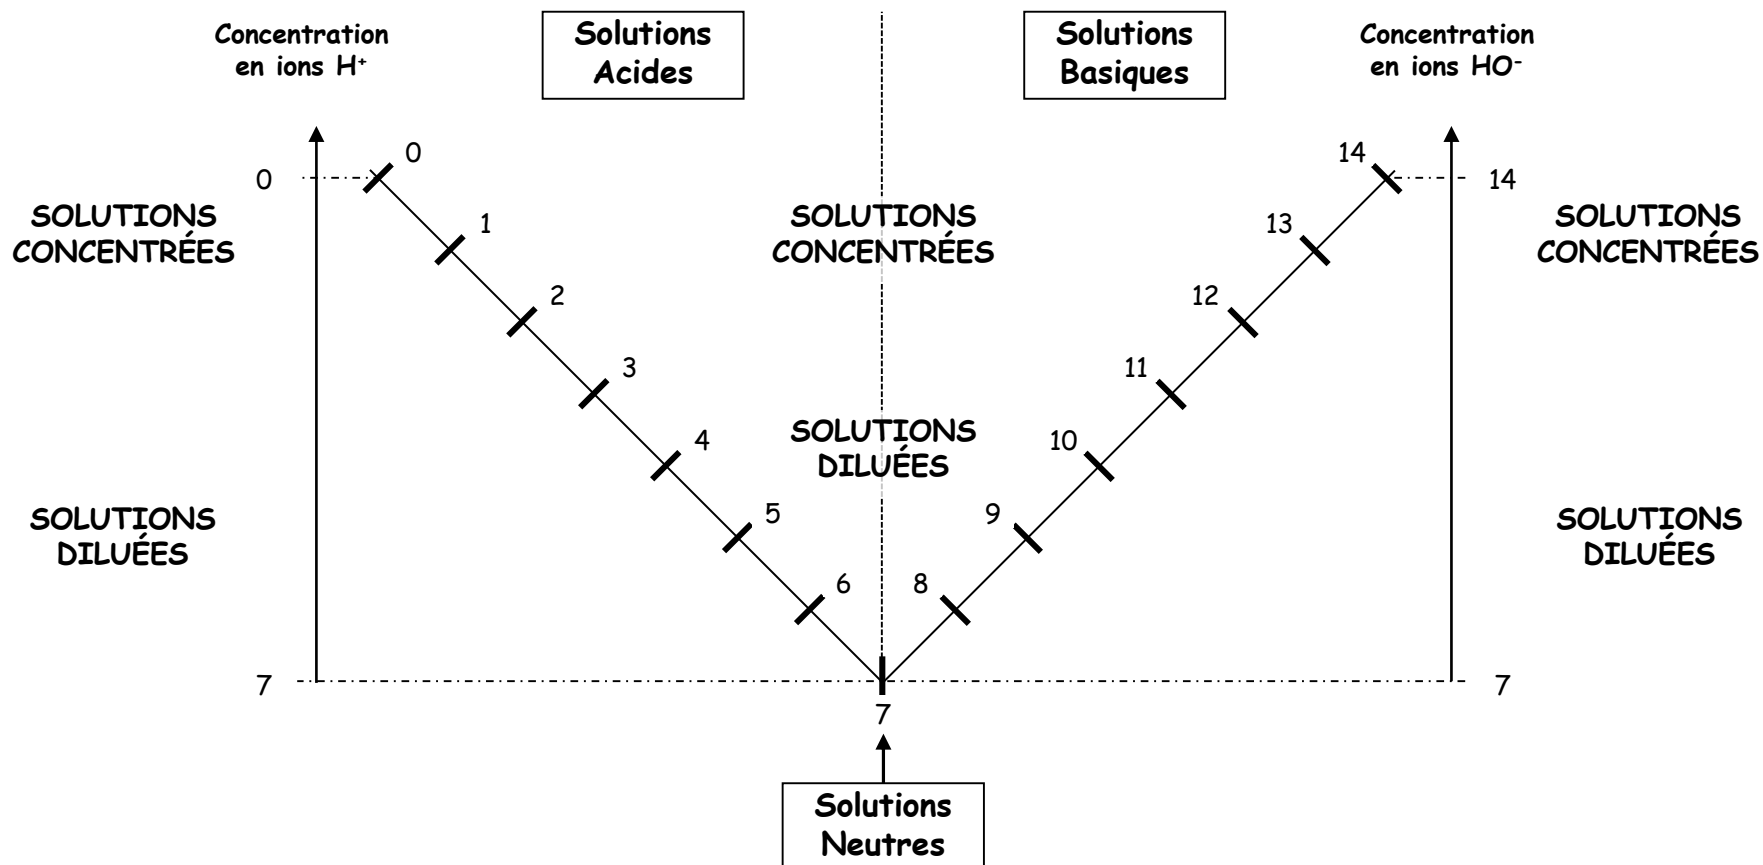 Concentration
en ions H⁺
Solutions
Acides
Solutions
Basiques
Concentration
en ions HO⁻
0
0
14
14
SOLUTIONS
CONCENTRÉES
1
SOLUTIONS
CONCENTRÉES
13
SOLUTIONS
CONCENTRÉES
2
12
3
11
4
SOLUTIONS
DILUÉES
10
SOLUTIONS
DILUÉES
5
9
SOLUTIONS
DILUÉES
6
8
7
7
7
Solutions
Neutres